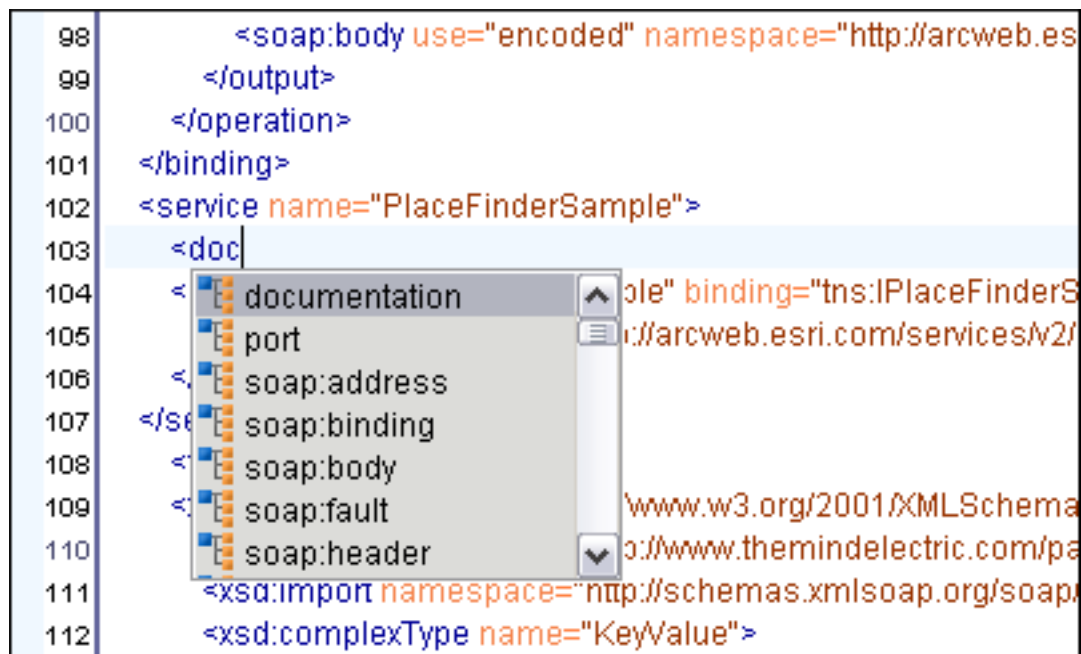 98 <soap:body use="encoded" namespace="http://arcweb.es
99 </output>
100 </operation>
101 </binding>
102 <service name="PlaceFinderSample">
103 <doc
104 < documentation ple" binding="tns:IPlaceFinderS
105 port ://arcweb.esri.com/services/v2/
106 </ soap:address
107 </se soap:binding
108 < soap:body
109 < soap:fault /www.w3.org/2001/XMLSchema
110 soap:header p://www.themindelectric.com/pa
111 <xsd:import namespace="http://schemas.xmlsoap.org/soap/
112 <xsd:complexType name="KeyValue">